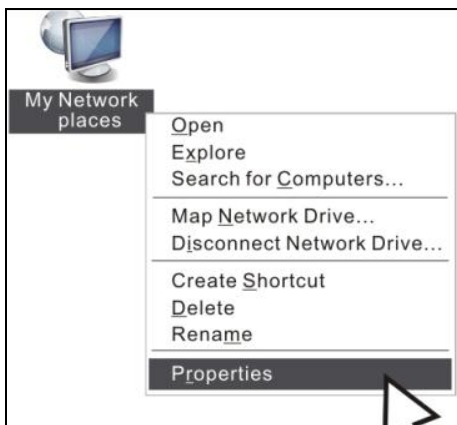 My Network
places
Open
Explore
Search for Computers...
Map Network Drive...
Disconnect Network Drive...
Create Shortcut
Delete
Rename
Properties